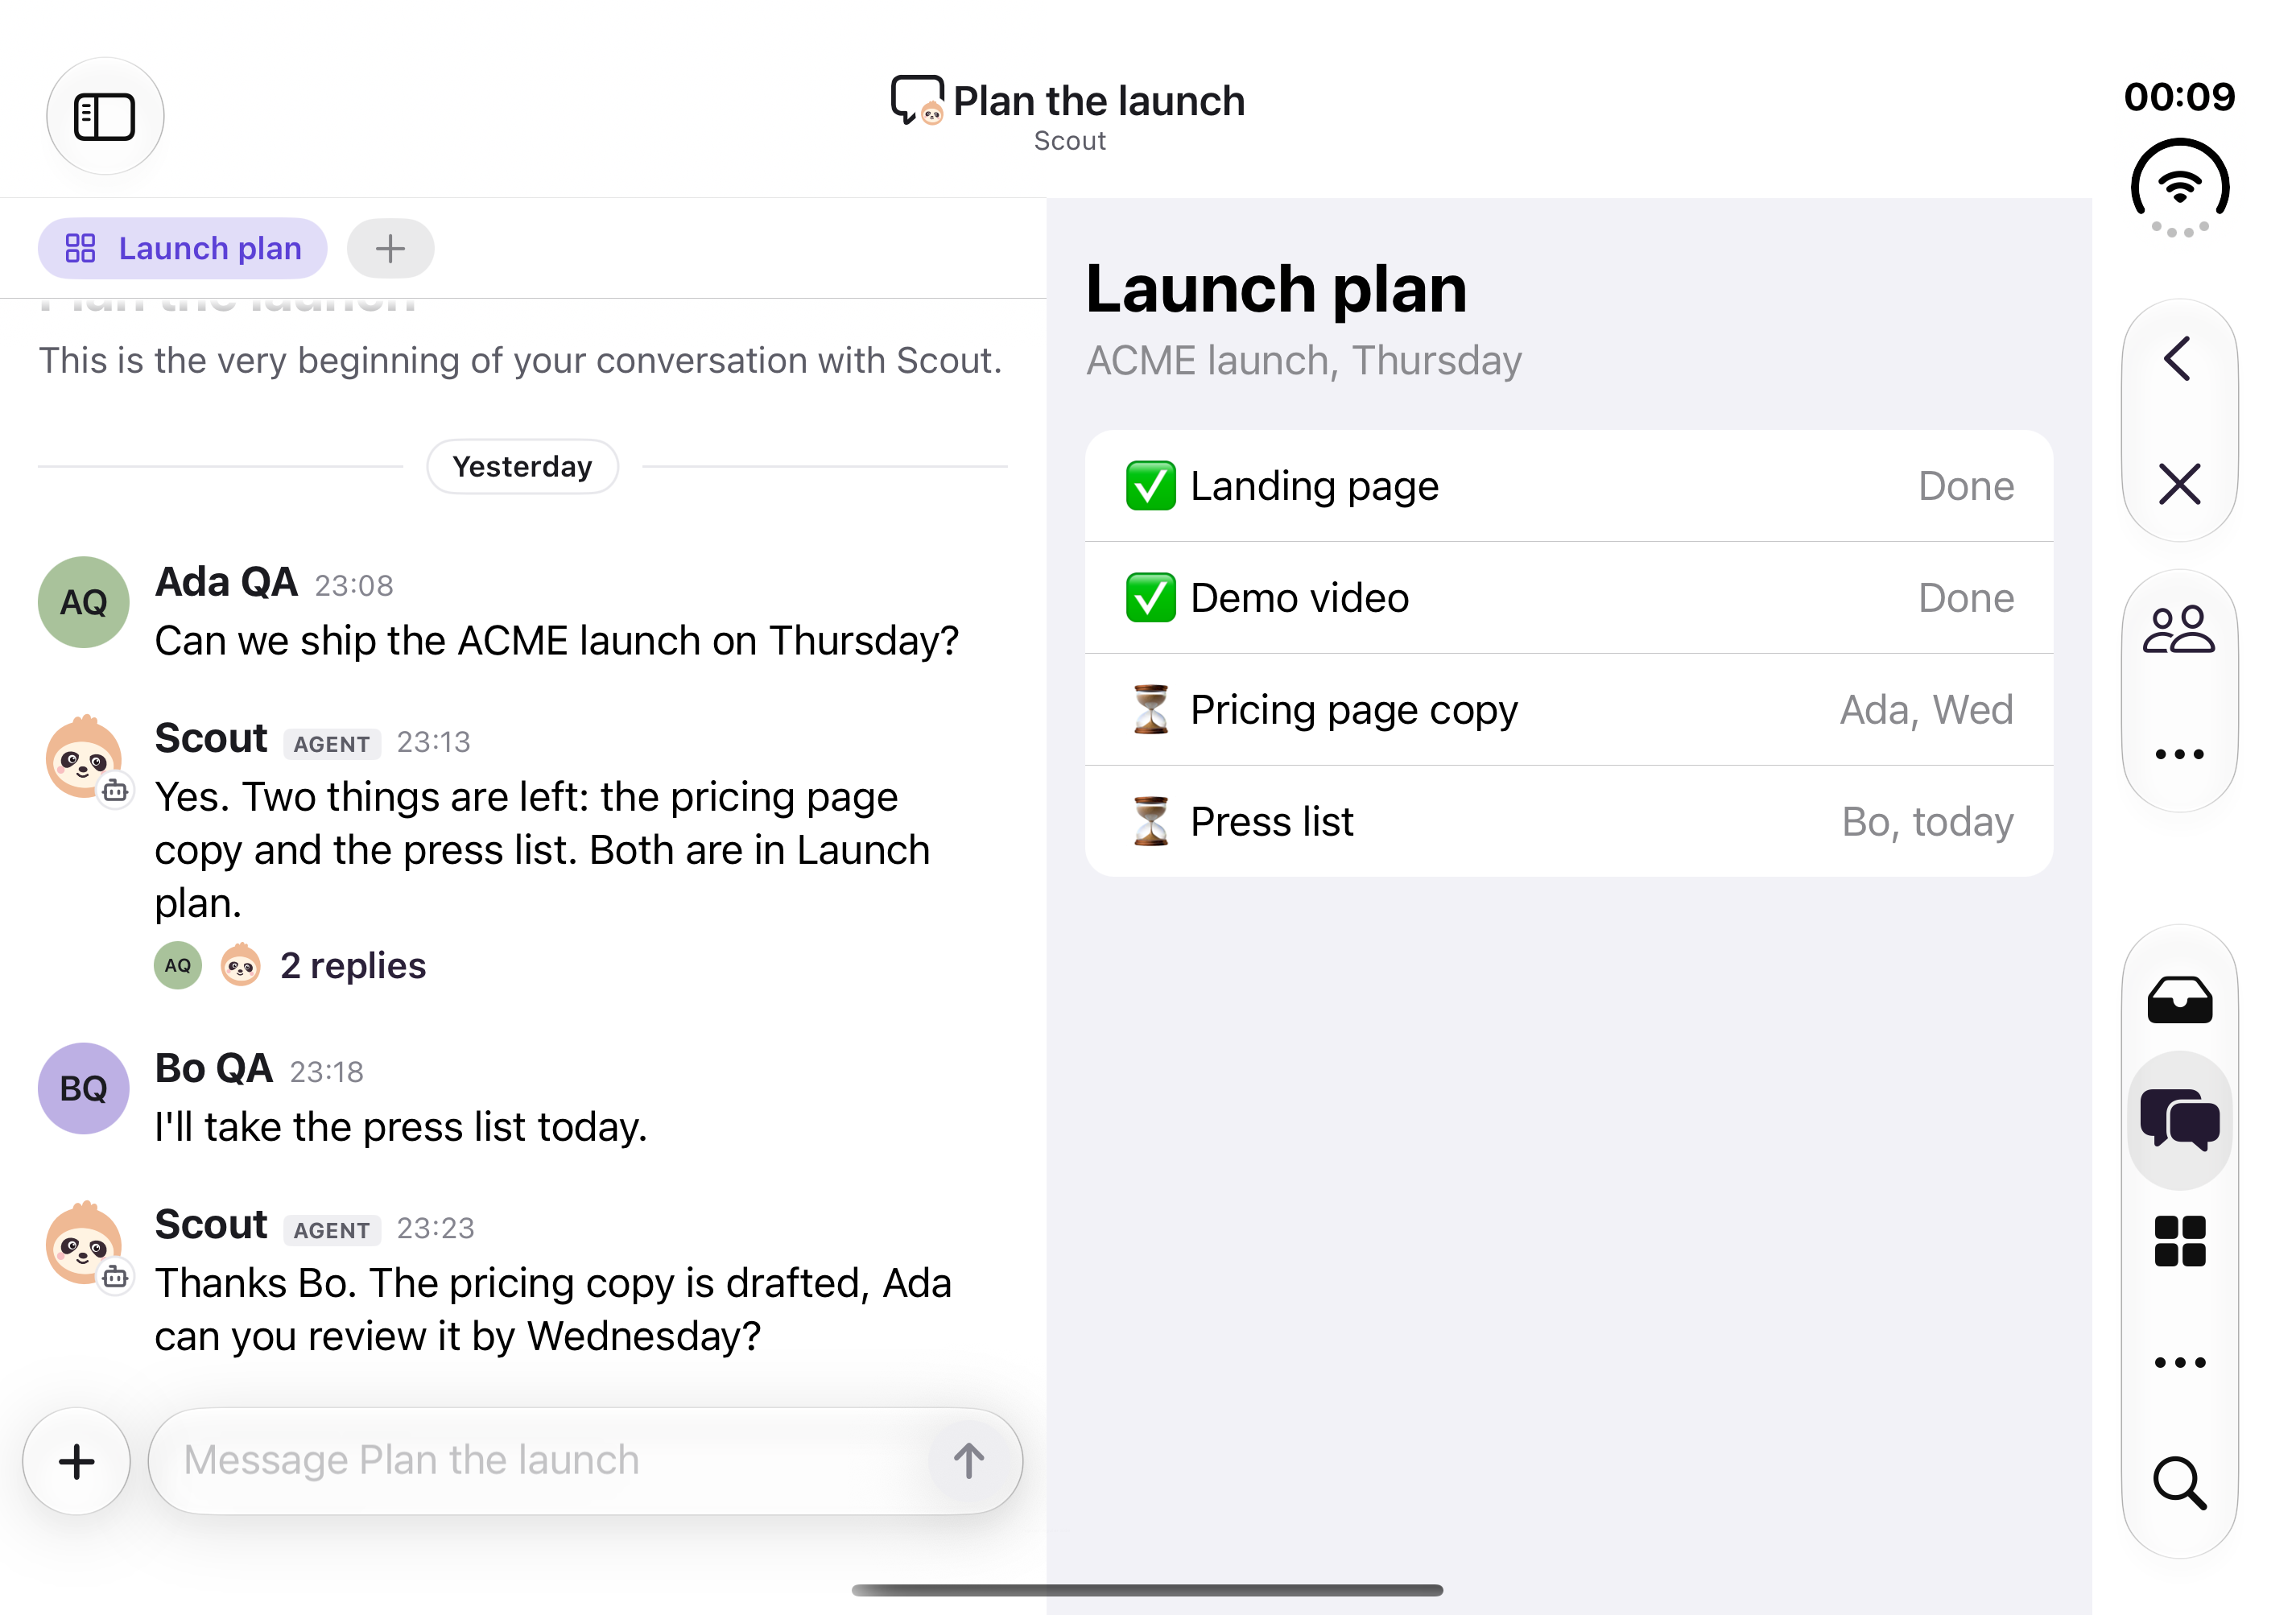 Plan the launch
Scout
00:09
Launch plan
Plan the launch
This is the very beginning of your conversation with Scout.
Yesterday
AQ
Ada QA 23:08
Can we ship the ACME launch on Thursday?
Scout AGENT 23:13
Yes. Two things are left: the pricing page
copy and the press list. Both are in Launch
plan.
AQ 2 replies
BQ
Bo QA 23:18
I'll take the press list today.
Scout AGENT 23:23
Thanks Bo. The pricing copy is drafted, Ada
can you review it by Wednesday?
Message Plan the launch
Launch plan
ACME launch, Thursday
Landing page Done
Demo video Done
Pricing page copy Ada, Wed
Press list Bo, today